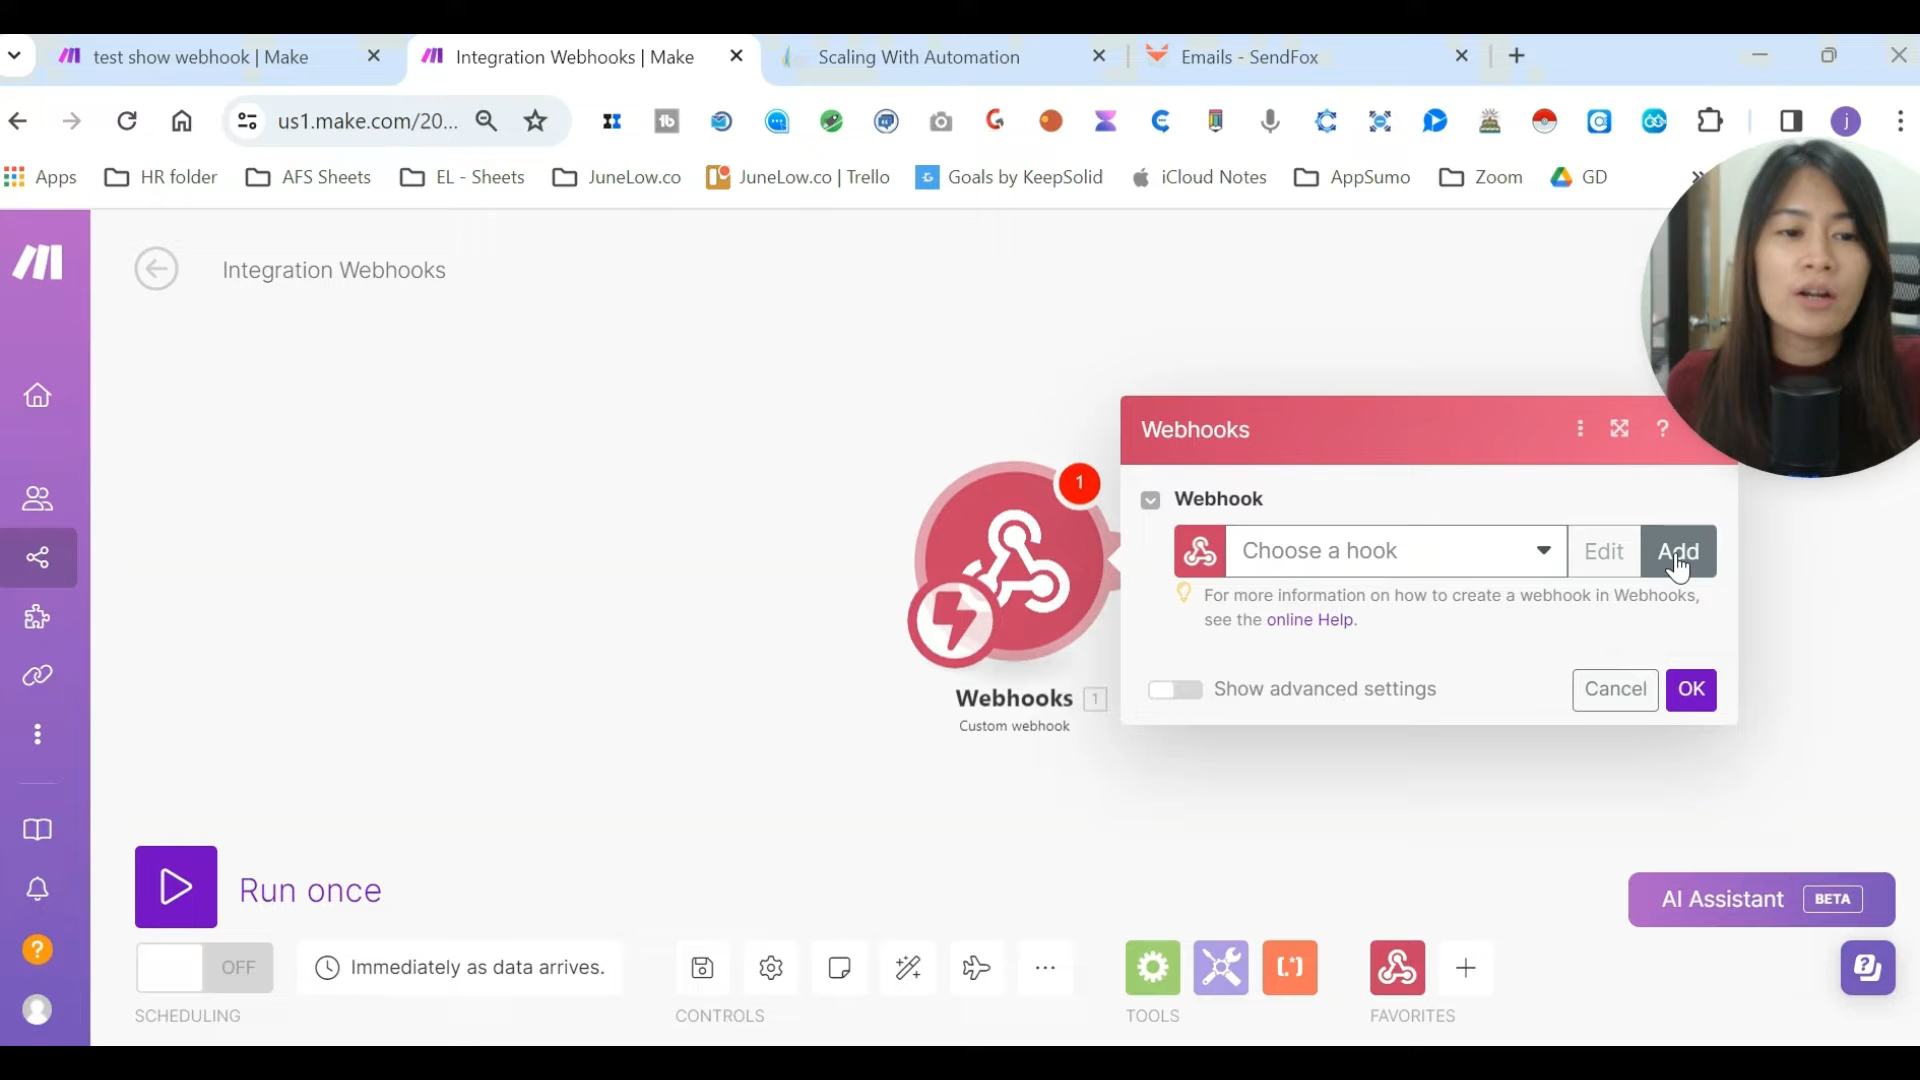 test show webhook | Make
Integration Webhooks | Make
Scaling With Automation
Emails - SendFox
us1.make.com/20...
Apps
HR folder
AFS Sheets
EL - Sheets
JuneLow.co
JuneLow.co | Trello
Goals by KeepSolid
iCloud Notes
AppSumo
Zoom
GD
j
Integration Webhooks
Webhooks
?
Webhook
Choose a hook
Edit
Add
For more information on how to create a webhook in Webhooks,
see the online Help.
Show advanced settings
Cancel
OK
1
Webhooks 1
Custom webhook
Run once
AI Assistant BETA
OFF
Immediately as data arrives.
SCHEDULING
CONTROLS
TOOLS
FAVORITES